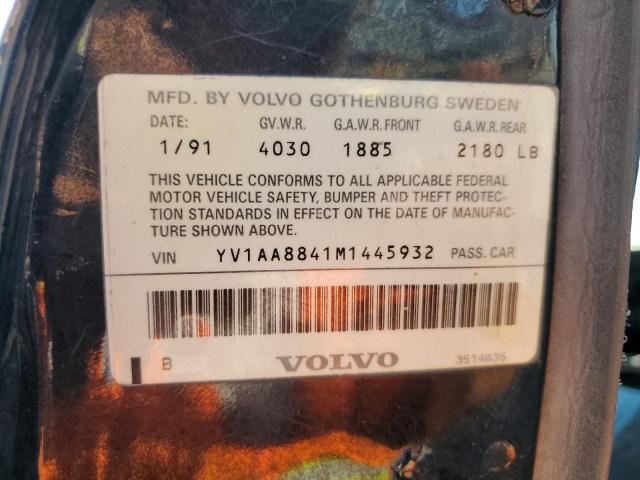 MFD. BY VOLVO GOTHENBURG SWEDEN
DATE: G.V.W.R. G.A.W.R. FRONT G.A.W.R. REAR
1/91 4030 1885 2180 LB
THIS VEHICLE CONFORMS TO ALL APPLICABLE FEDERAL
MOTOR VEHICLE SAFETY, BUMPER AND THEFT PROTEC-
TION STANDARDS IN EFFECT ON THE DATE OF MANUFAC-
TURE SHOWN ABOVE.
VIN YV1AA8841M1445932 PASS. CAR
B VOLVO 3514635